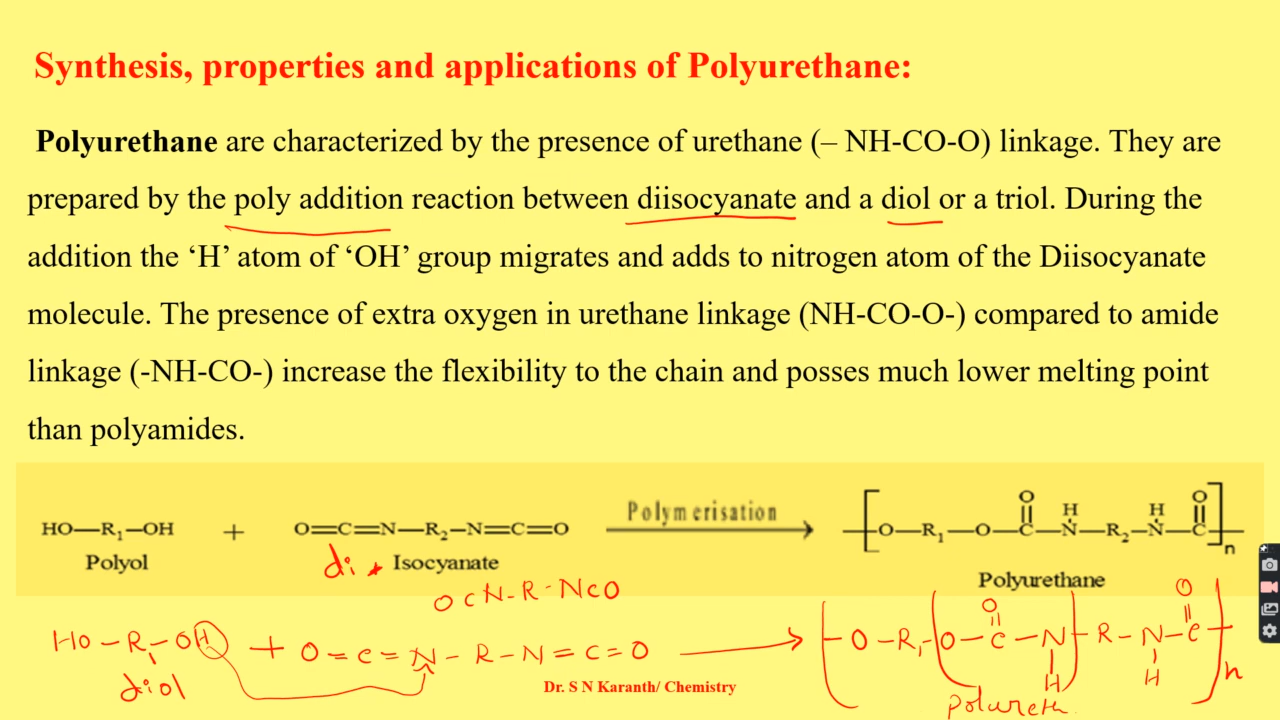 Synthesis, properties and applications of Polyurethane:
Polyurethane are characterized by the presence of urethane (– NH-CO-O) linkage. They are
prepared by the poly addition reaction between diisocyanate and a diol or a triol. During the
addition the ‘H’ atom of ‘OH’ group migrates and adds to nitrogen atom of the Diisocyanate
molecule. The presence of extra oxygen in urethane linkage (NH-CO-O-) compared to amide
linkage (-NH-CO-) increase the flexibility to the chain and posses much lower melting point
than polyamides.
HO—R₁—OH + O=C=N—R₂—N=C=O Polymerisation [O—R₁—O—C(=O)—N(H)—R₂—N(H)—C(=O)]n
Polyol di Isocyanate Polyurethane
OCN-R-NCO
HO-R₁-OH + O=C=N-R-N=C=O → [-O-R₁-(O-C(=O)-N(H))-R-N(H)-C(=O)-]n
diol
Dr. S N Karanth/ Chemistry
polureth